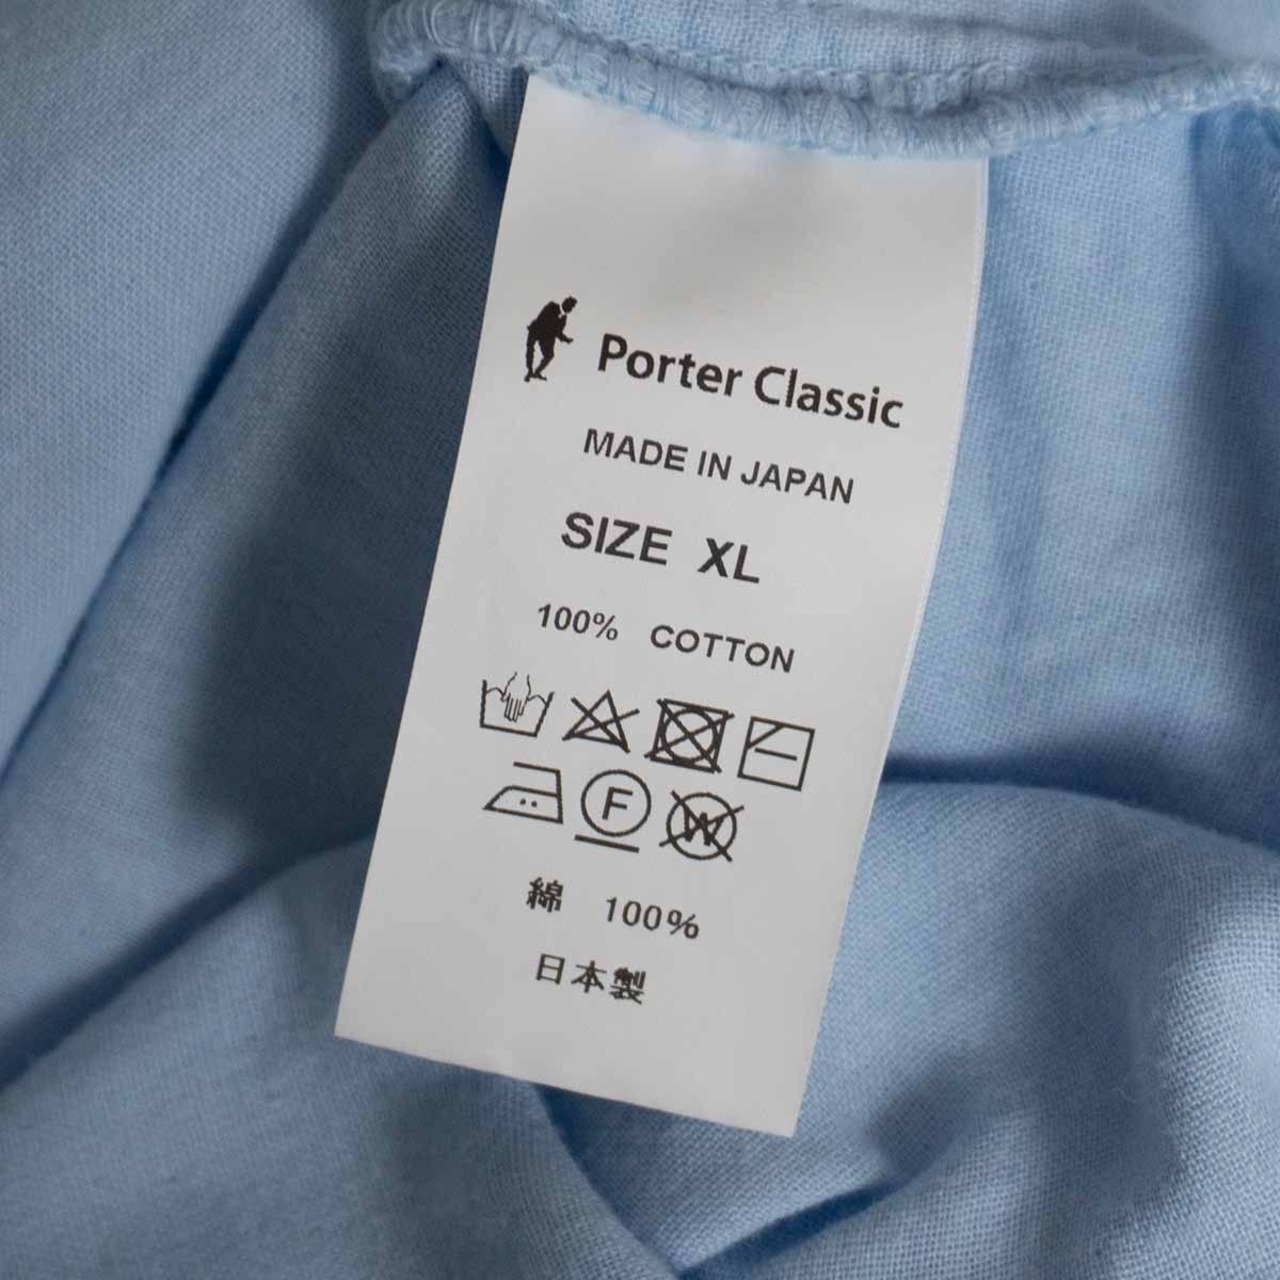 Porter Classic
MADE IN JAPAN
SIZE XL
100% COTTON
F W
綿 100%
日本製